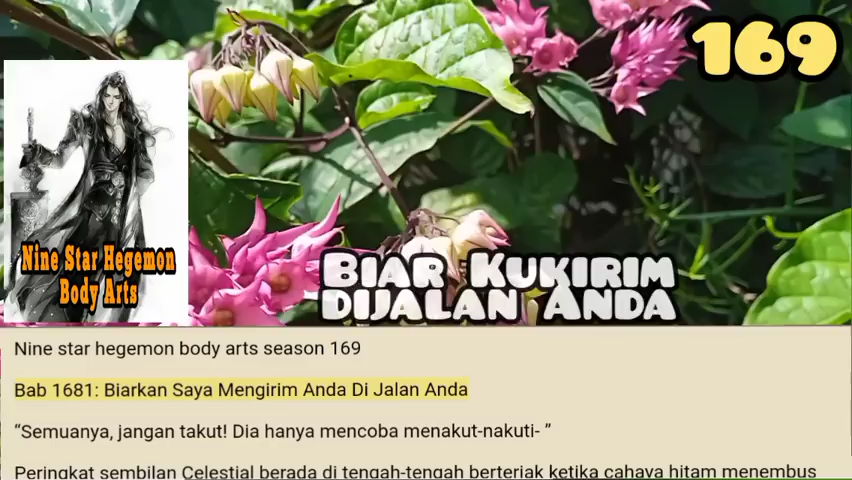 169
Nine Star Hegemon
Body Arts
BIAR KUKIRIM
DIJALAN ANDA
Nine star hegemon body arts season 169
Bab 1681: Biarkan Saya Mengirim Anda Di Jalan Anda
“Semuanya, jangan takut! Dia hanya mencoba menakut-nakuti- ”
Peringkat sembilan Celestial berada di tengah-tengah berteriak ketika cahaya hitam menembus